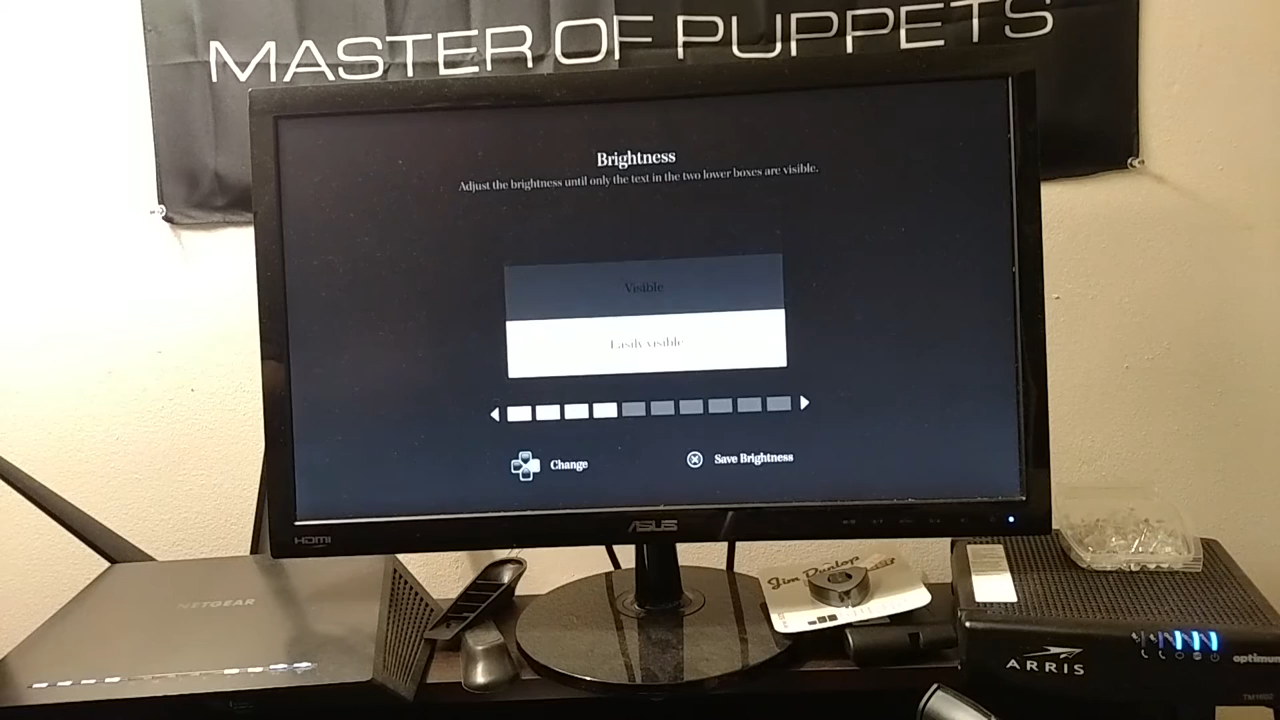 MASTER OF PUPPETS
Brightness
Adjust the brightness until only the text in the two lower boxes are visible.
Visible
Easily visible
Change
Save Brightness
HDMI
ASUS
NETGEAR
Jim Dunlop
ARRIS
optimum